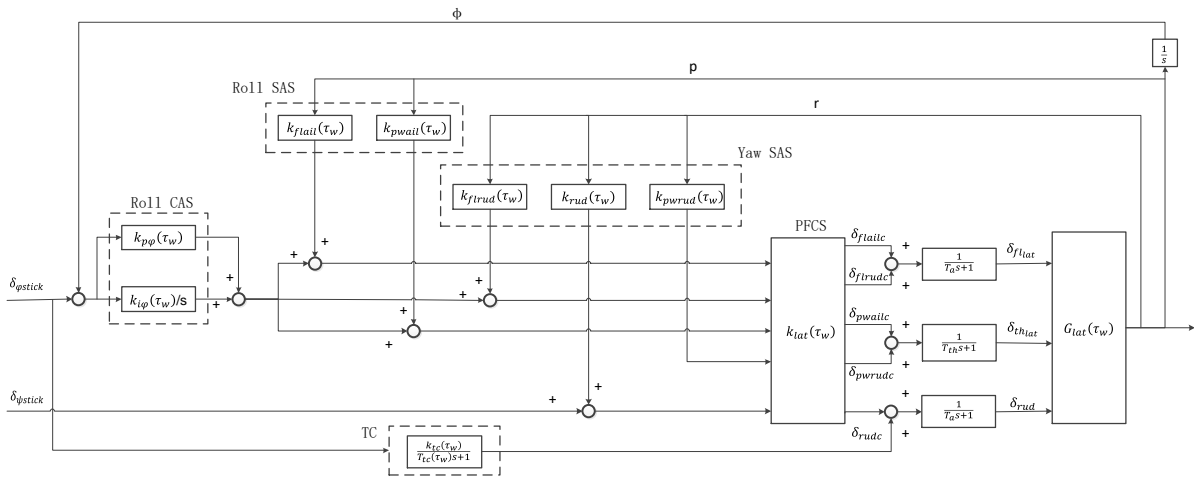 ϕ
1/s
p
Roll SAS
k_flail(τ_w)
k_pwail(τ_w)
r
Yaw SAS
k_flrud(τ_w)
k_rud(τ_w)
k_pwrud(τ_w)
Roll CAS
k_pφ(τ_w)
k_iφ(τ_w)/s
δ_φstick
δ_ψstick
+
+
+
+
+
+
+
+
+
+
PFCS
k_lat(τ_w)
δ_flailc
δ_flrudc
δ_pwailc
δ_pwrudc
δ_rudc
+
+
+
+
+
+
1/(T_a s+1)
1/(T_th s+1)
1/(T_a s+1)
δ_fl_lat
δ_th_lat
δ_rud
G_lat(τ_w)
TC
k_tc(τ_w)/(T_tc(τ_w)s+1)